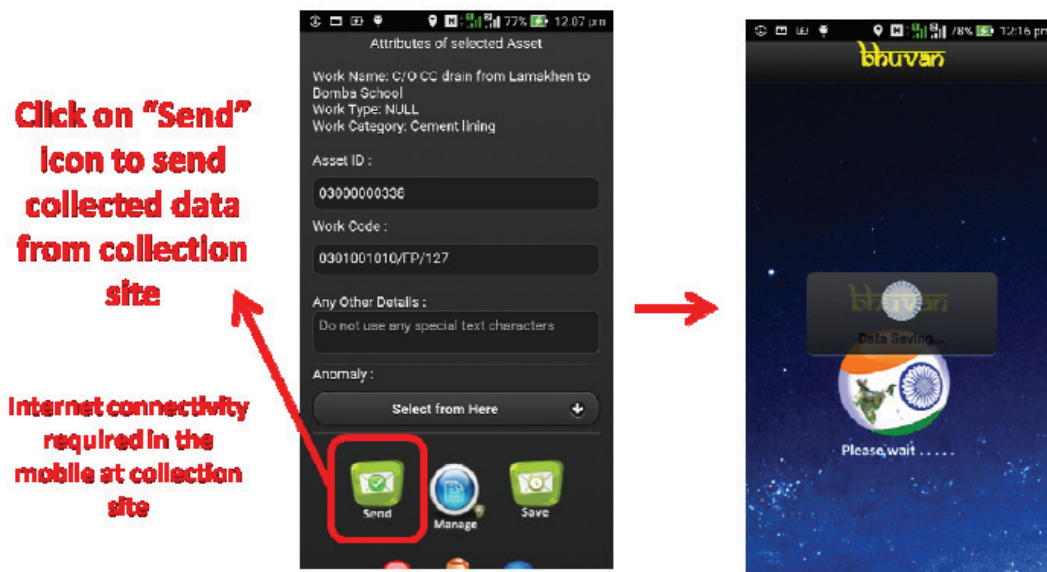 Click on "Send"
icon to send
collected data
from collection
site
Internet connectivity
required in the
mobile at collection
site
77% 12.07 pm
Attributes of selected Asset
Work Name: C/O CC drain from Lamakhen to
Domba School
Work Type: NULL
Work Category: Cement lining
Asset ID :
03000000338
Work Code :
0301001010/FP/127
Any Other Details :
Do not use any special text characters
Anomaly :
Select from Here
Send
Manage
Save
78% 12:16 pm
bhuvan
bhuvan
Data Saving...
Please wait . . . . .